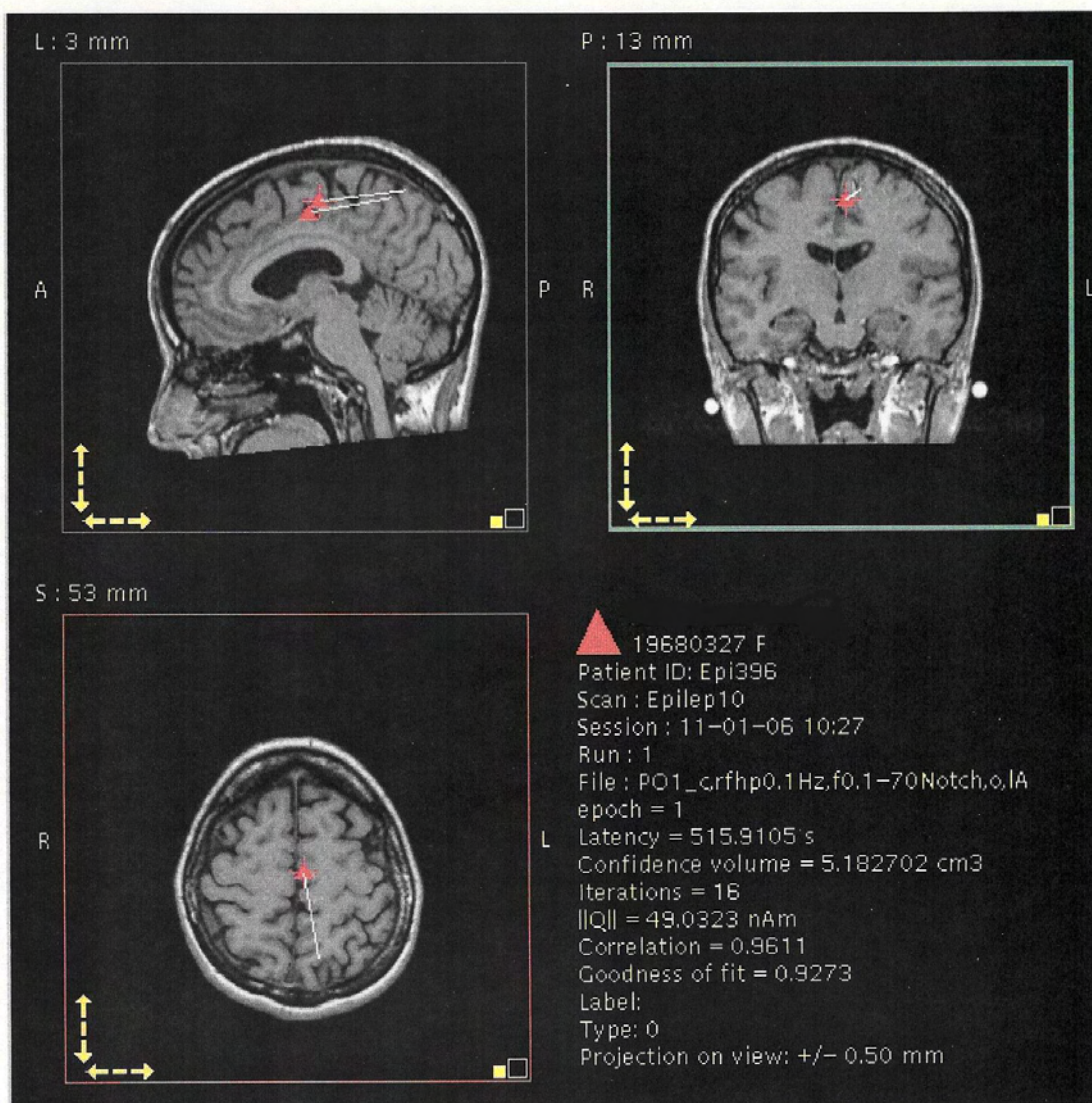 L : 3 mm
P : 13 mm
A
P
R
L
S : 53 mm
R
L
19680327 F
Patient ID: Epi396
Scan : Epilep10
Session : 11-01-06 10:27
Run : 1
File : PO1_c,rfhp0.1Hz,f0.1-70Notch,o,lA
epoch = 1
Latency = 515.9105 s
Confidence volume = 5.182702 cm3
Iterations = 16
||Q|| = 49.0323 nAm
Correlation = 0.9611
Goodness of fit = 0.9273
Label:
Type: 0
Projection on view: +/- 0.50 mm